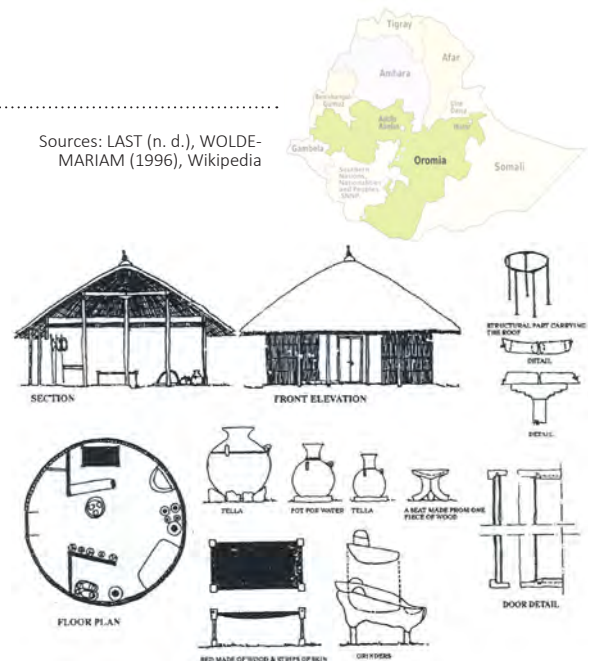 Tigray
Afar
Amhara
Benishangul-
Gumuz
Dire
Dawa
Addis
Ababa
Harar
Gambela
Oromia
Somali
Southern
Nations,
Nationalities
and Peoples
SNNP
Sources: LAST (n. d.), WOLDE-
MARIAM (1996), Wikipedia
SECTION
FRONT ELEVATION
STRUCTURAL PART CARRYING
THE ROOF
DETAIL
DETAIL
TELLA
POT FOR WATER
TELLA
A SEAT MADE FROM ONE
PIECE OF WOOD
FLOOR PLAN
DOOR DETAIL
BED MADE OF WOOD & STRIPS OF SKIN
GRINDERS